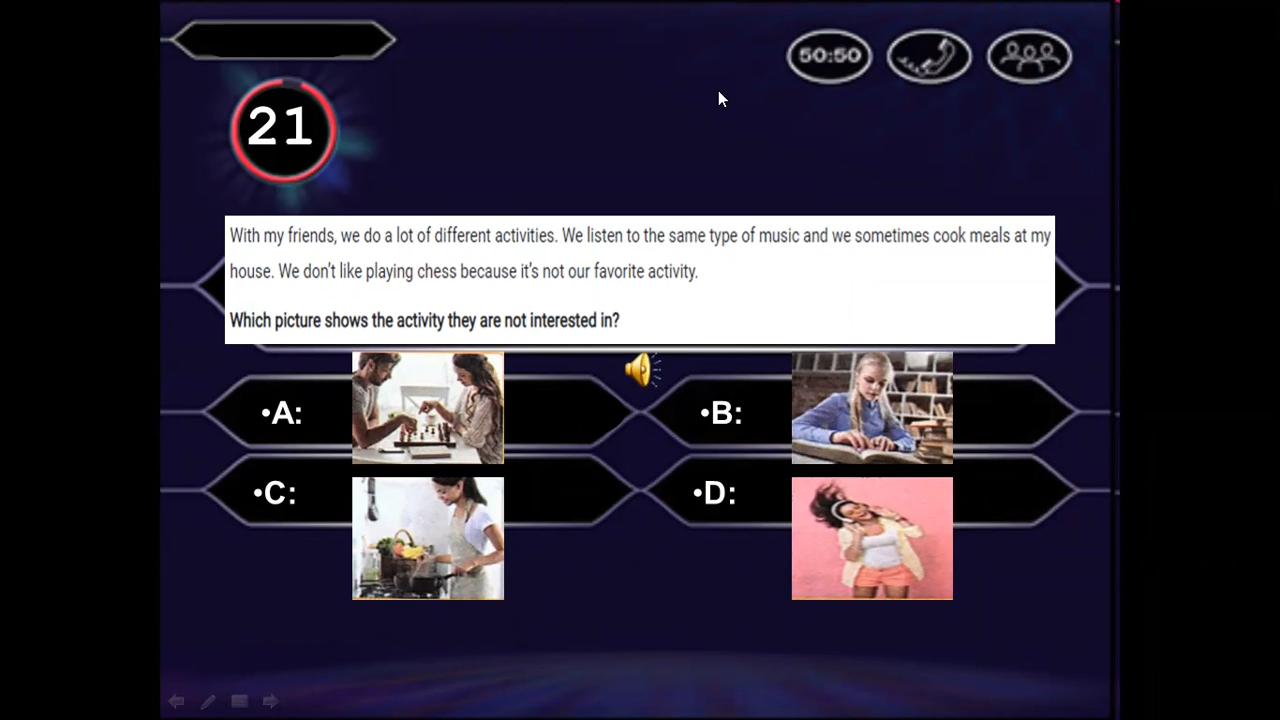 50:50
21
With my friends, we do a lot of different activities. We listen to the same type of music and we sometimes cook meals at my
house. We don't like playing chess because it's not our favorite activity.
Which picture shows the activity they are not interested in?
•A:
•B:
•C:
•D: